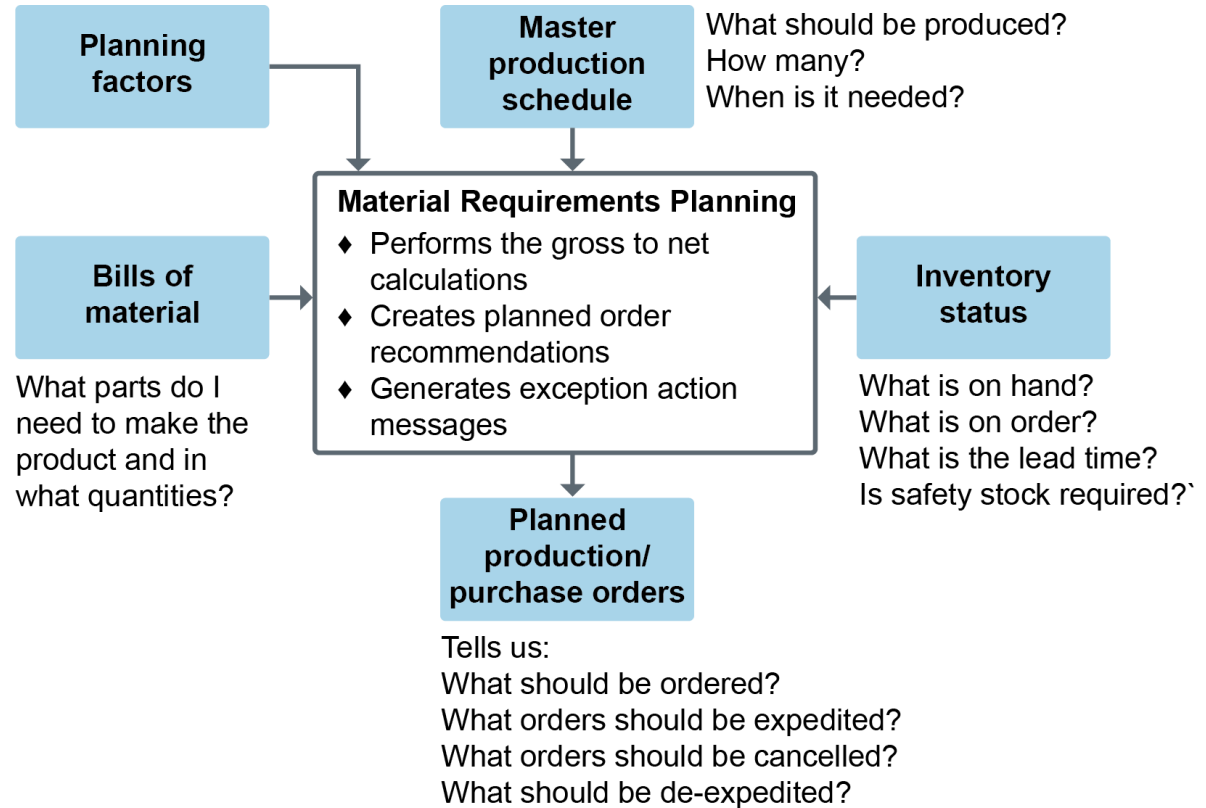 Planning
factors
Master
production
schedule
What should be produced?
How many?
When is it needed?
Material Requirements Planning
♦ Performs the gross to net
calculations
♦ Creates planned order
recommendations
♦ Generates exception action
messages
Bills of
material
What parts do I
need to make the
product and in
what quantities?
Inventory
status
What is on hand?
What is on order?
What is the lead time?
Is safety stock required?`
Planned
production/
purchase orders
Tells us:
What should be ordered?
What orders should be expedited?
What orders should be cancelled?
What should be de-expedited?